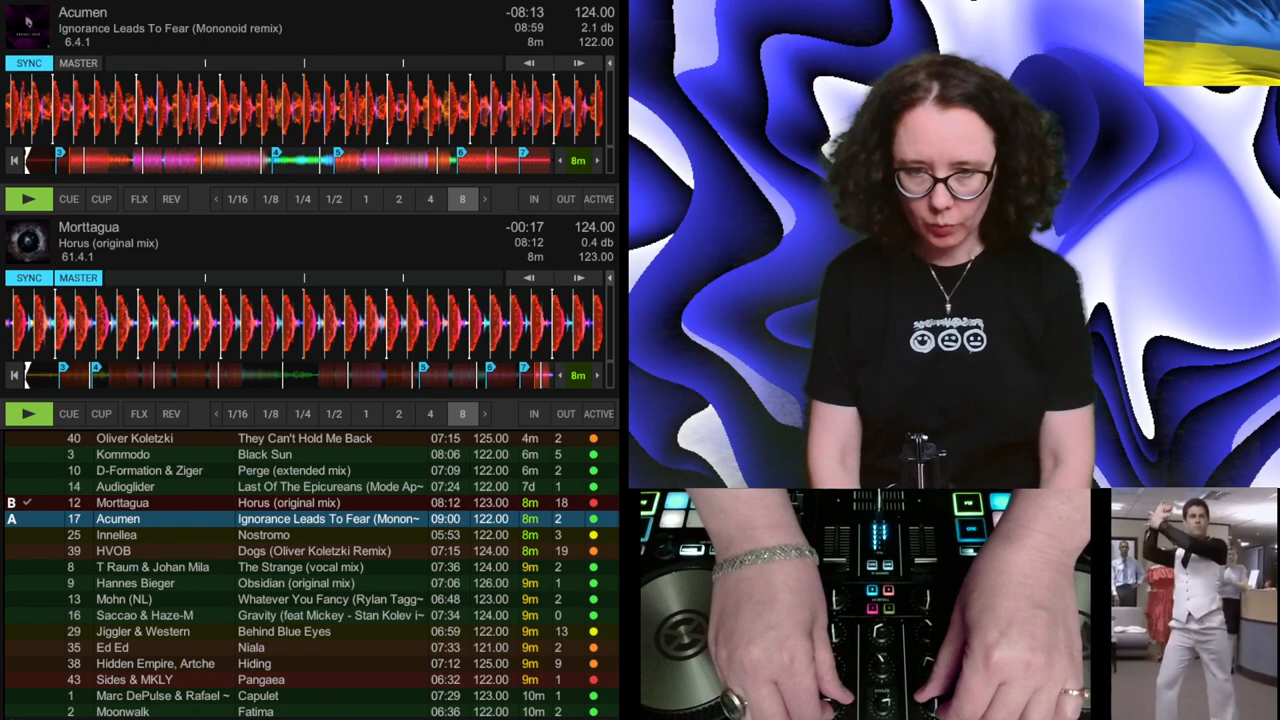 Acumen -08:13 124.00
Ignorance Leads To Fear (Mononoid remix) 08:59 2.1 db
6.4.1 8m 122.00
SYNC MASTER
3 4 5 6 7 8m
CUE CUP FLX REV 1/16 1/8 1/4 1/2 1 2 4 8 IN OUT ACTIVE
Morttagua -00:17 124.00
Horus (original mix) 08:12 0.4 db
61.4.1 8m 123.00
SYNC MASTER
3 4 5 6 7 8m
CUE CUP FLX REV 1/16 1/8 1/4 1/2 1 2 4 8 IN OUT ACTIVE
40 Oliver Koletzki They Can't Hold Me Back 07:15 125.00 4m 2
3 Kommodo Black Sun 08:06 122.00 6m 5
10 D-Formation & Ziger Perge (extended mix) 07:09 122.00 6m 2
14 Audioglider Last Of The Epicureans (Mode Ap~ 07:24 122.00 7d 1
B 12 Morttagua Horus (original mix) 08:12 123.00 8m 18
A 17 Acumen Ignorance Leads To Fear (Monon~ 09:00 122.00 8m 2
25 Innellea Nostromo 05:53 122.00 8m 3
39 HVOB Dogs (Oliver Koletzki Remix) 07:15 124.00 8m 19
8 T Raum & Johan Mila The Strange (vocal mix) 07:36 124.00 9m 2
9 Hannes Bieger Obsidian (original mix) 07:06 126.00 9m 1
13 Mohn (NL) Whatever You Fancy (Rylan Tagg~ 06:48 123.00 9m 2
16 Saccao & Haze-M Gravity (feat Mickey - Stan Kolev i~ 07:34 124.00 9m 0
29 Jiggler & Western Behind Blue Eyes 06:59 122.00 9m 13
35 Ed Ed Niala 07:33 121.00 9m 2
38 Hidden Empire, Artche Hiding 07:12 125.00 9m 9
43 Sides & MKLY Pangaea 06:32 122.00 9m 1
1 Marc DePulse & Rafael ~ Capulet 07:29 123.00 10m 1
2 Moonwalk Fatima 06:36 122.00 10m 2